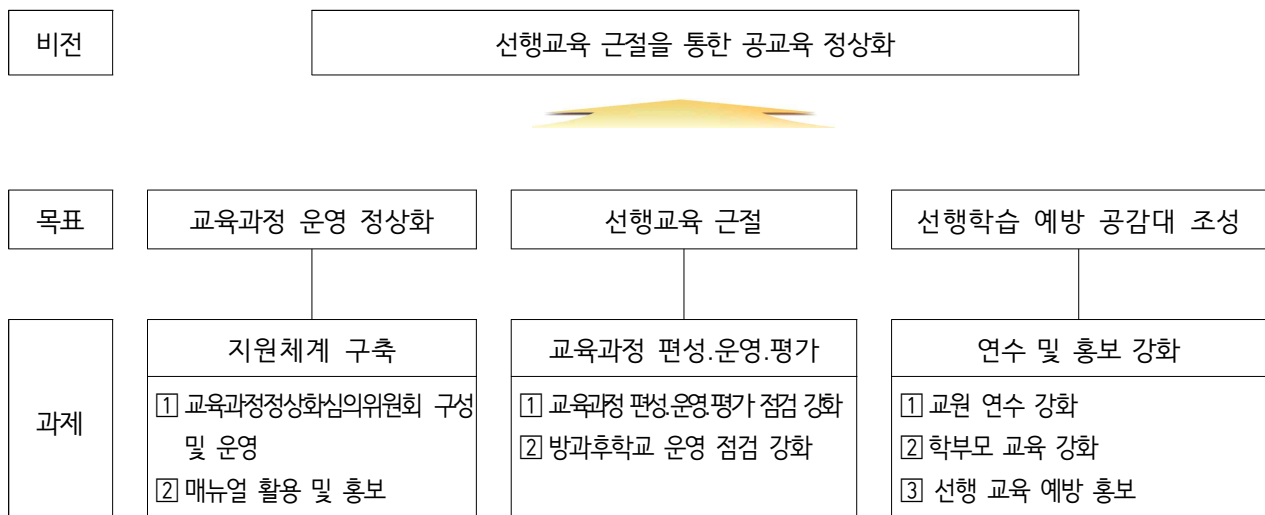 비전
선행교육 근절을 통한 공교육 정상화
목표
교육과정 운영 정상화
선행교육 근절
선행학습 예방 공감대 조성
과제
지원체계 구축
1 교육과정정상화심의위원회 구성
및 운영
2 매뉴얼 활용 및 홍보
교육과정 편성.운영.평가
1 교육과정 편성.운영.평가 점검 강화
2 방과후학교 운영 점검 강화
연수 및 홍보 강화
1 교원 연수 강화
2 학부모 교육 강화
3 선행 교육 예방 홍보